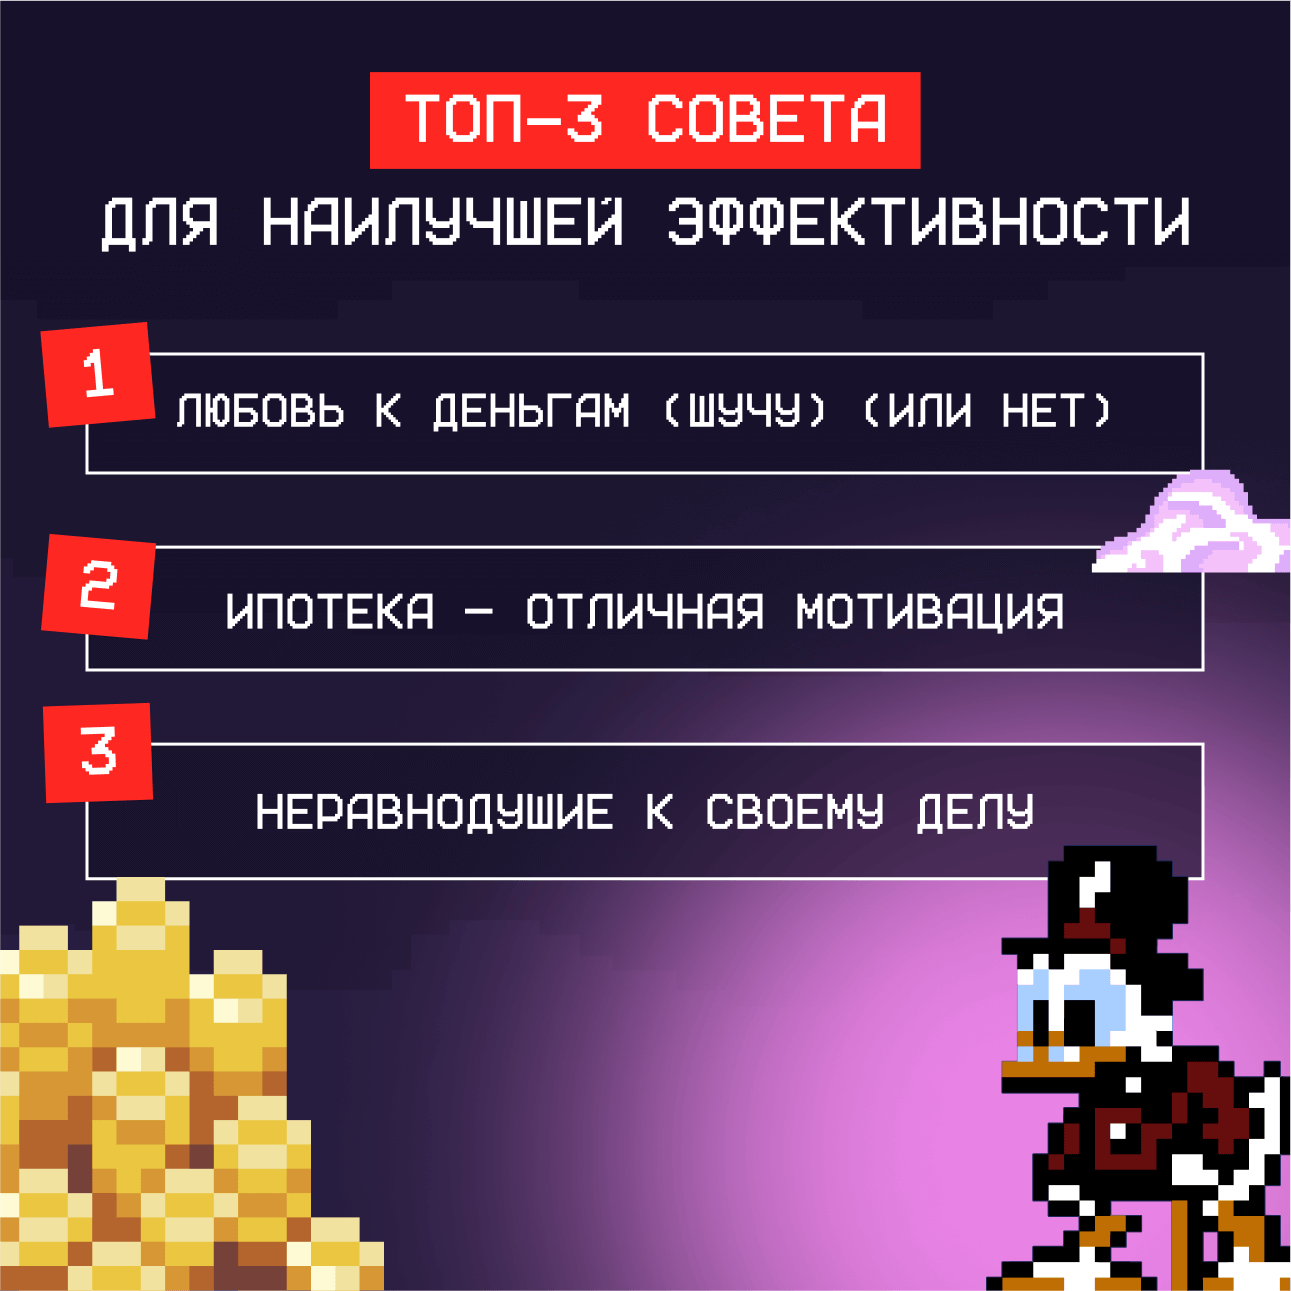 ТОП-3 СОВЕТА
ДЛЯ НАИЛУЧШЕЙ ЭФФЕКТИВНОСТИ
1
ЛЮБОВЬ К ДЕНЬГАМ (ШУЧУ) (ИЛИ НЕТ)
2
ИПОТЕКА – ОТЛИЧНАЯ МОТИВАЦИЯ
3
НЕРАВНОДУШИЕ К СВОЕМУ ДЕЛУ